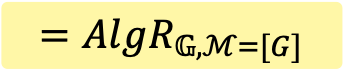 = AlgR_{𝔾,ℳ=[G]}